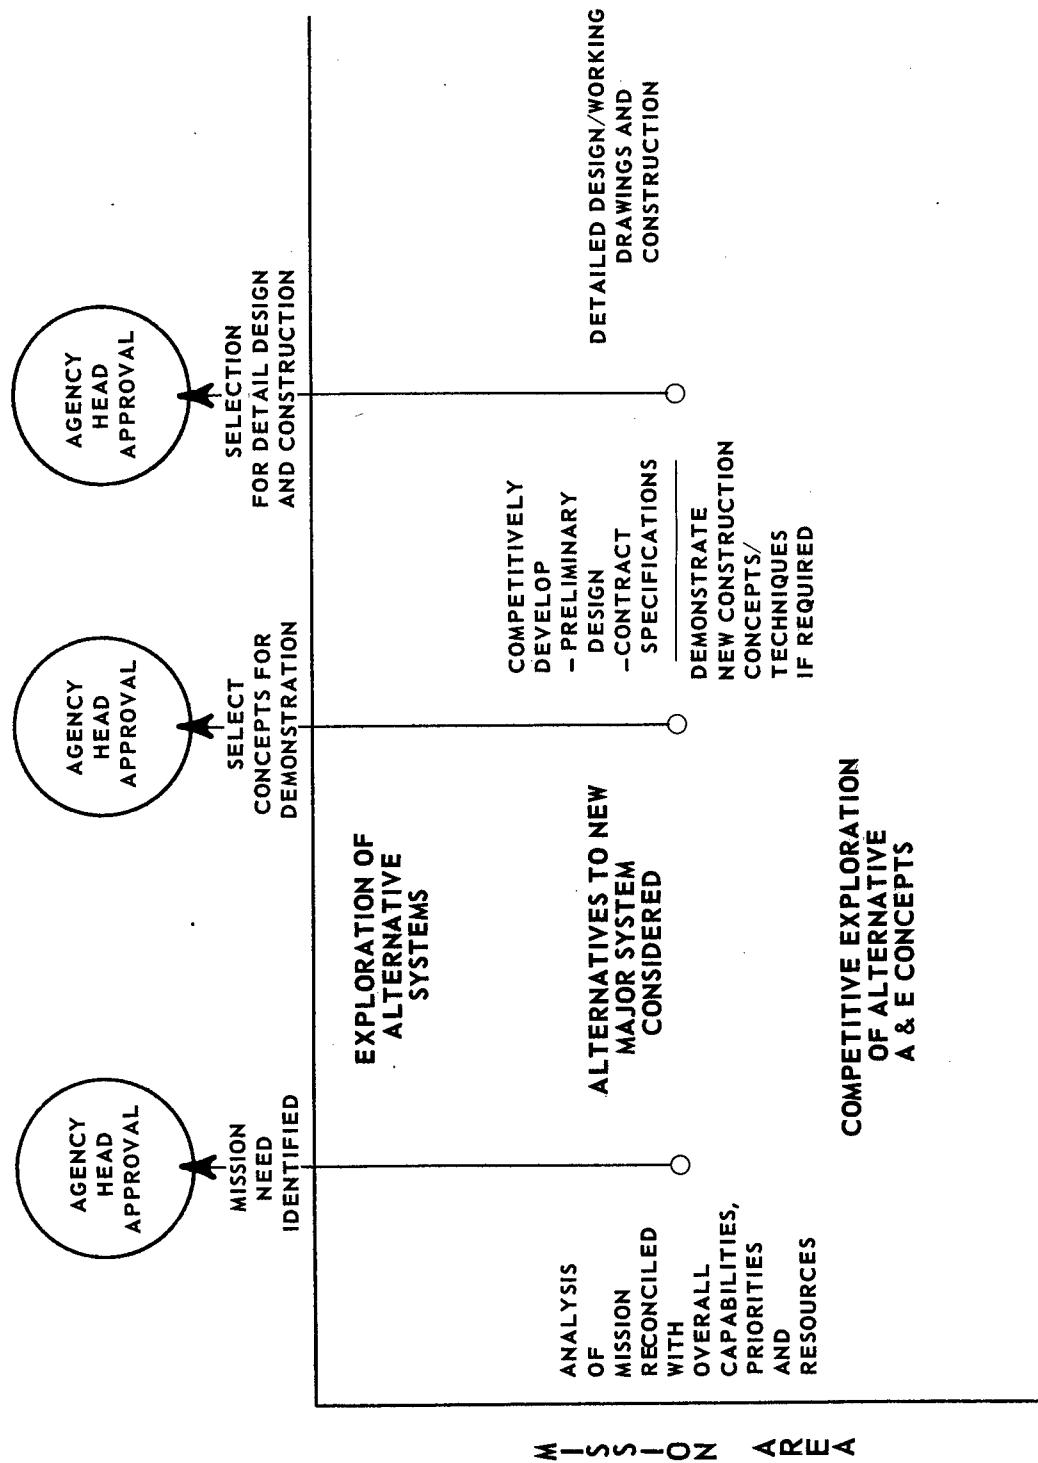 AGENCY
HEAD
APPROVAL
AGENCY
HEAD
APPROVAL
AGENCY
HEAD
APPROVAL
MISSION
NEED
IDENTIFIED
SELECT
CONCEPTS FOR
DEMONSTRATION
SELECTION
FOR DETAIL DESIGN
AND CONSTRUCTION
MISSION AREA
ANALYSIS
OF
MISSION
RECONCILED
WITH
OVERALL
CAPABILITIES,
PRIORITIES
AND
RESOURCES
EXPLORATION OF
ALTERNATIVE
SYSTEMS
ALTERNATIVES TO NEW
MAJOR SYSTEM
CONSIDERED
COMPETITIVE EXPLORATION
OF ALTERNATIVE
A & E CONCEPTS
COMPETITIVELY
DEVELOP
– PRELIMINARY
DESIGN
–CONTRACT
SPECIFICATIONS
DEMONSTRATE
NEW CONSTRUCTION
CONCEPTS/
TECHNIQUES
IF REQUIRED
DETAILED DESIGN/WORKING
DRAWINGS AND
CONSTRUCTION